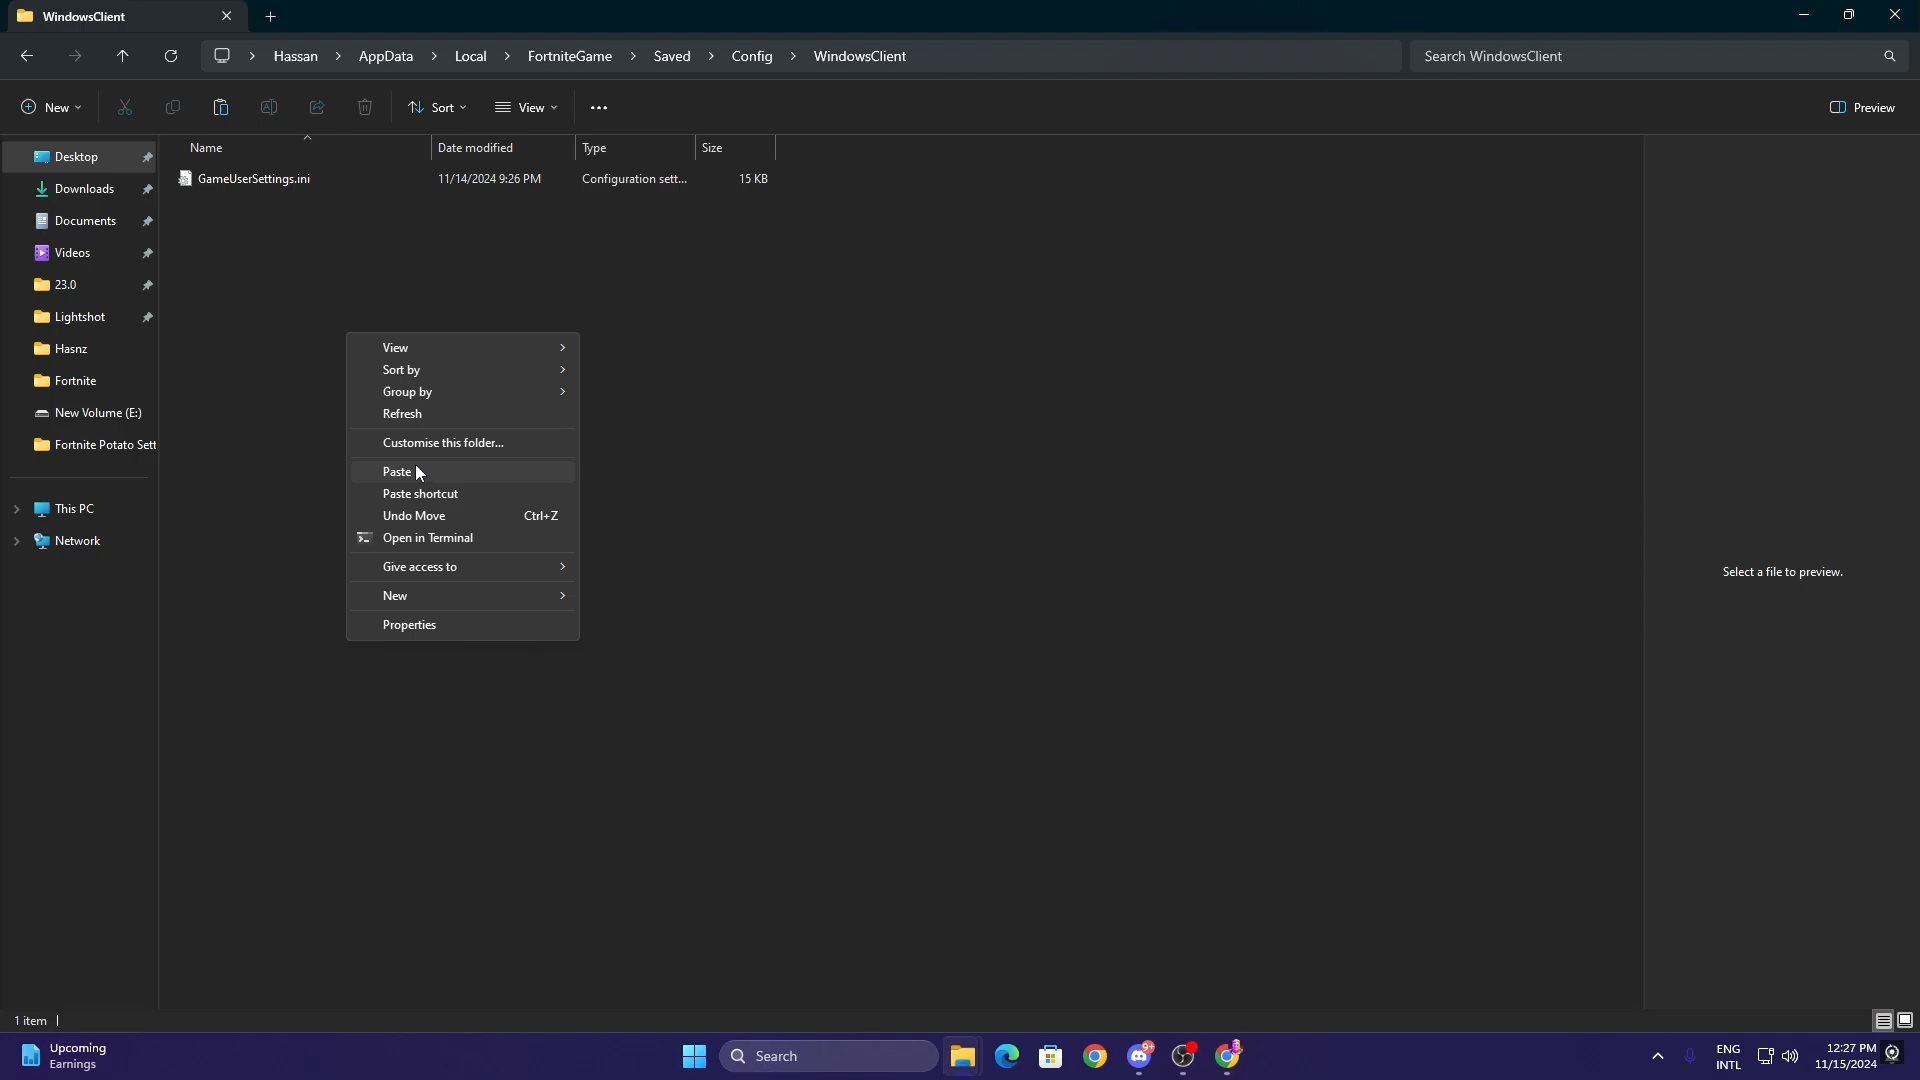 WindowsClient
Hassan > AppData > Local > FortniteGame > Saved > Config > WindowsClient
Search WindowsClient
New
Sort
View
Preview
Name Date modified Type Size
GameUserSettings.ini 11/14/2024 9:26 PM Configuration sett... 15 KB
Desktop
Downloads
Documents
Videos
23.0
Lightshot
Hasnz
Fortnite
New Volume (E:)
Fortnite Potato Sett
This PC
Network
View
Sort by
Group by
Refresh
Customise this folder...
Paste
Paste shortcut
Undo Move Ctrl+Z
Open in Terminal
Give access to
New
Properties
Select a file to preview.
1 item
Upcoming
Earnings
Search
9+
ENG
INTL
12:27 PM
11/15/2024